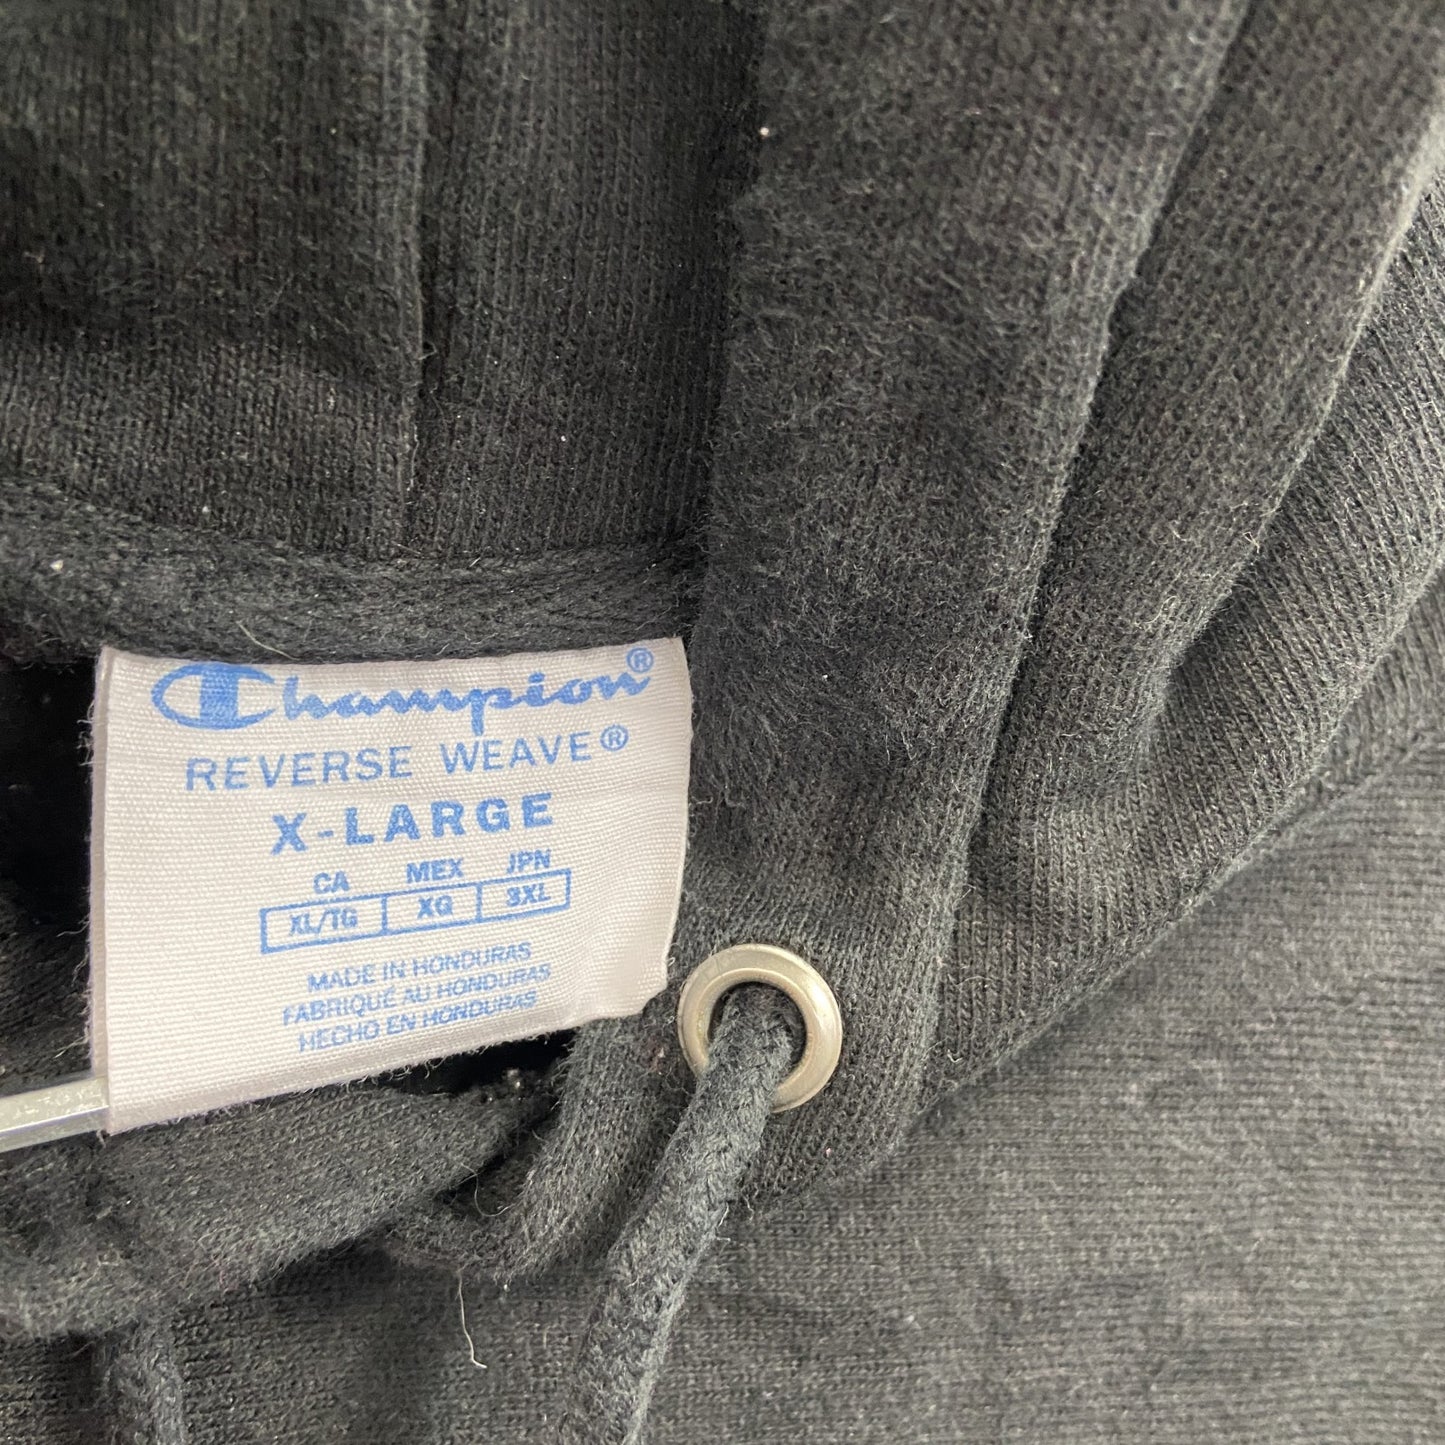 Champion®
REVERSE WEAVE®
X-LARGE
CA MEX JPN
XL/TG XG 3XL
MADE IN HONDURAS
FABRIQUÉ AU HONDURAS
HECHO EN HONDURAS